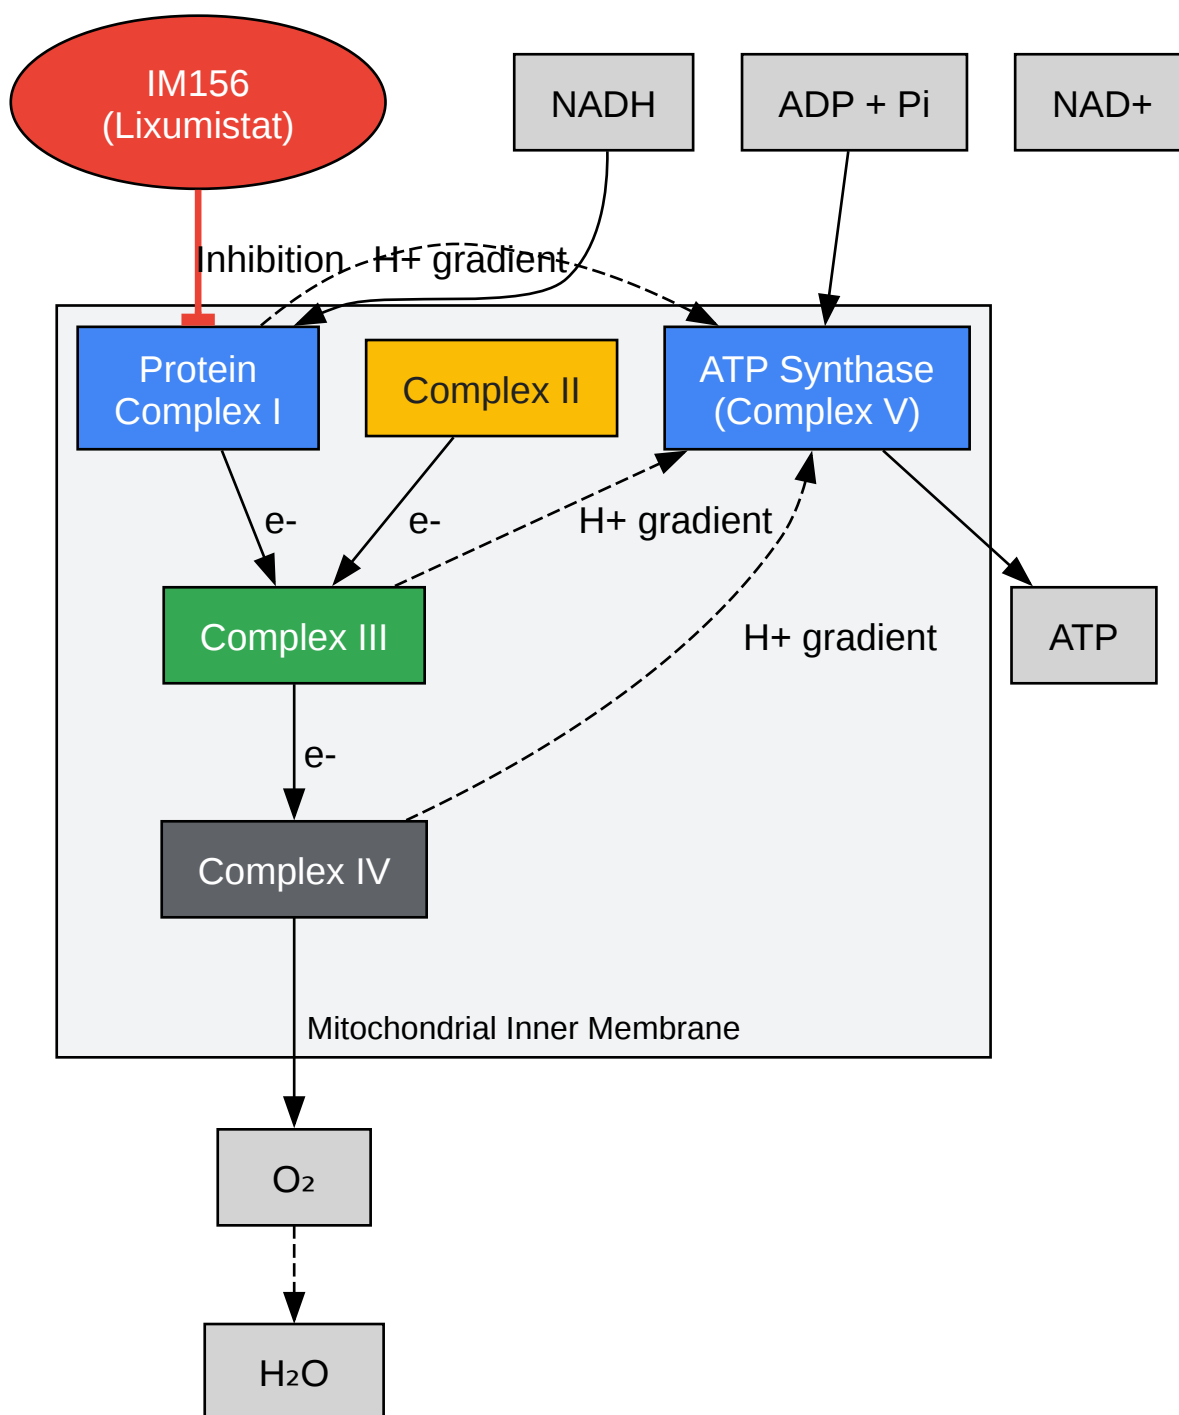 IM156
(Lixumistat)
NADH
ADP + Pi
NAD+
Inhibition
H+ gradient
Protein
Complex I
Complex II
ATP Synthase
(Complex V)
e-
e-
H+ gradient
Complex III
H+ gradient
ATP
e-
Complex IV
Mitochondrial Inner Membrane
O₂
H₂O